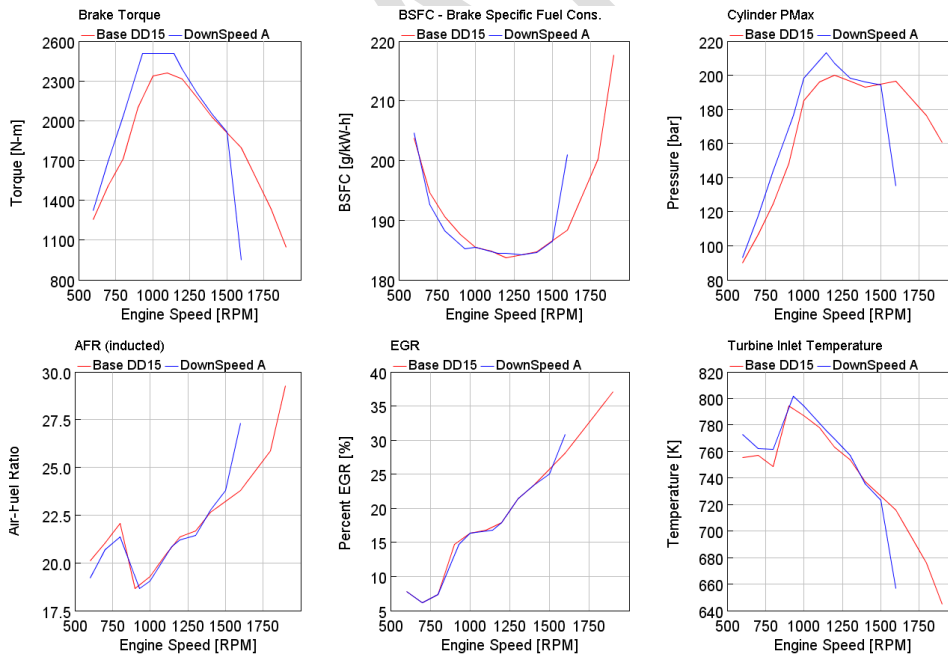 Brake Torque
Base DD15 DownSpeed A
2600
2300
2000
1700
1400
1100
800
Torque [N-m]
500 750 1000 1250 1500 1750
Engine Speed [RPM]
BSFC - Brake Specific Fuel Cons.
Base DD15 DownSpeed A
220
210
200
190
180
BSFC [g/kW-h]
500 750 1000 1250 1500 1750
Engine Speed [RPM]
Cylinder PMax
Base DD15 DownSpeed A
220
200
180
160
140
120
100
80
Pressure [bar]
500 750 1000 1250 1500 1750
Engine Speed [RPM]
AFR (inducted)
Base DD15 DownSpeed A
30.0
27.5
25.0
22.5
20.0
17.5
Air-Fuel Ratio
500 750 1000 1250 1500 1750
Engine Speed [RPM]
EGR
Base DD15 DownSpeed A
40
35
30
25
20
15
10
5
Percent EGR [%]
500 750 1000 1250 1500 1750
Engine Speed [RPM]
Turbine Inlet Temperature
Base DD15 DownSpeed A
820
800
780
760
740
720
700
680
660
640
Temperature [K]
500 750 1000 1250 1500 1750
Engine Speed [RPM]